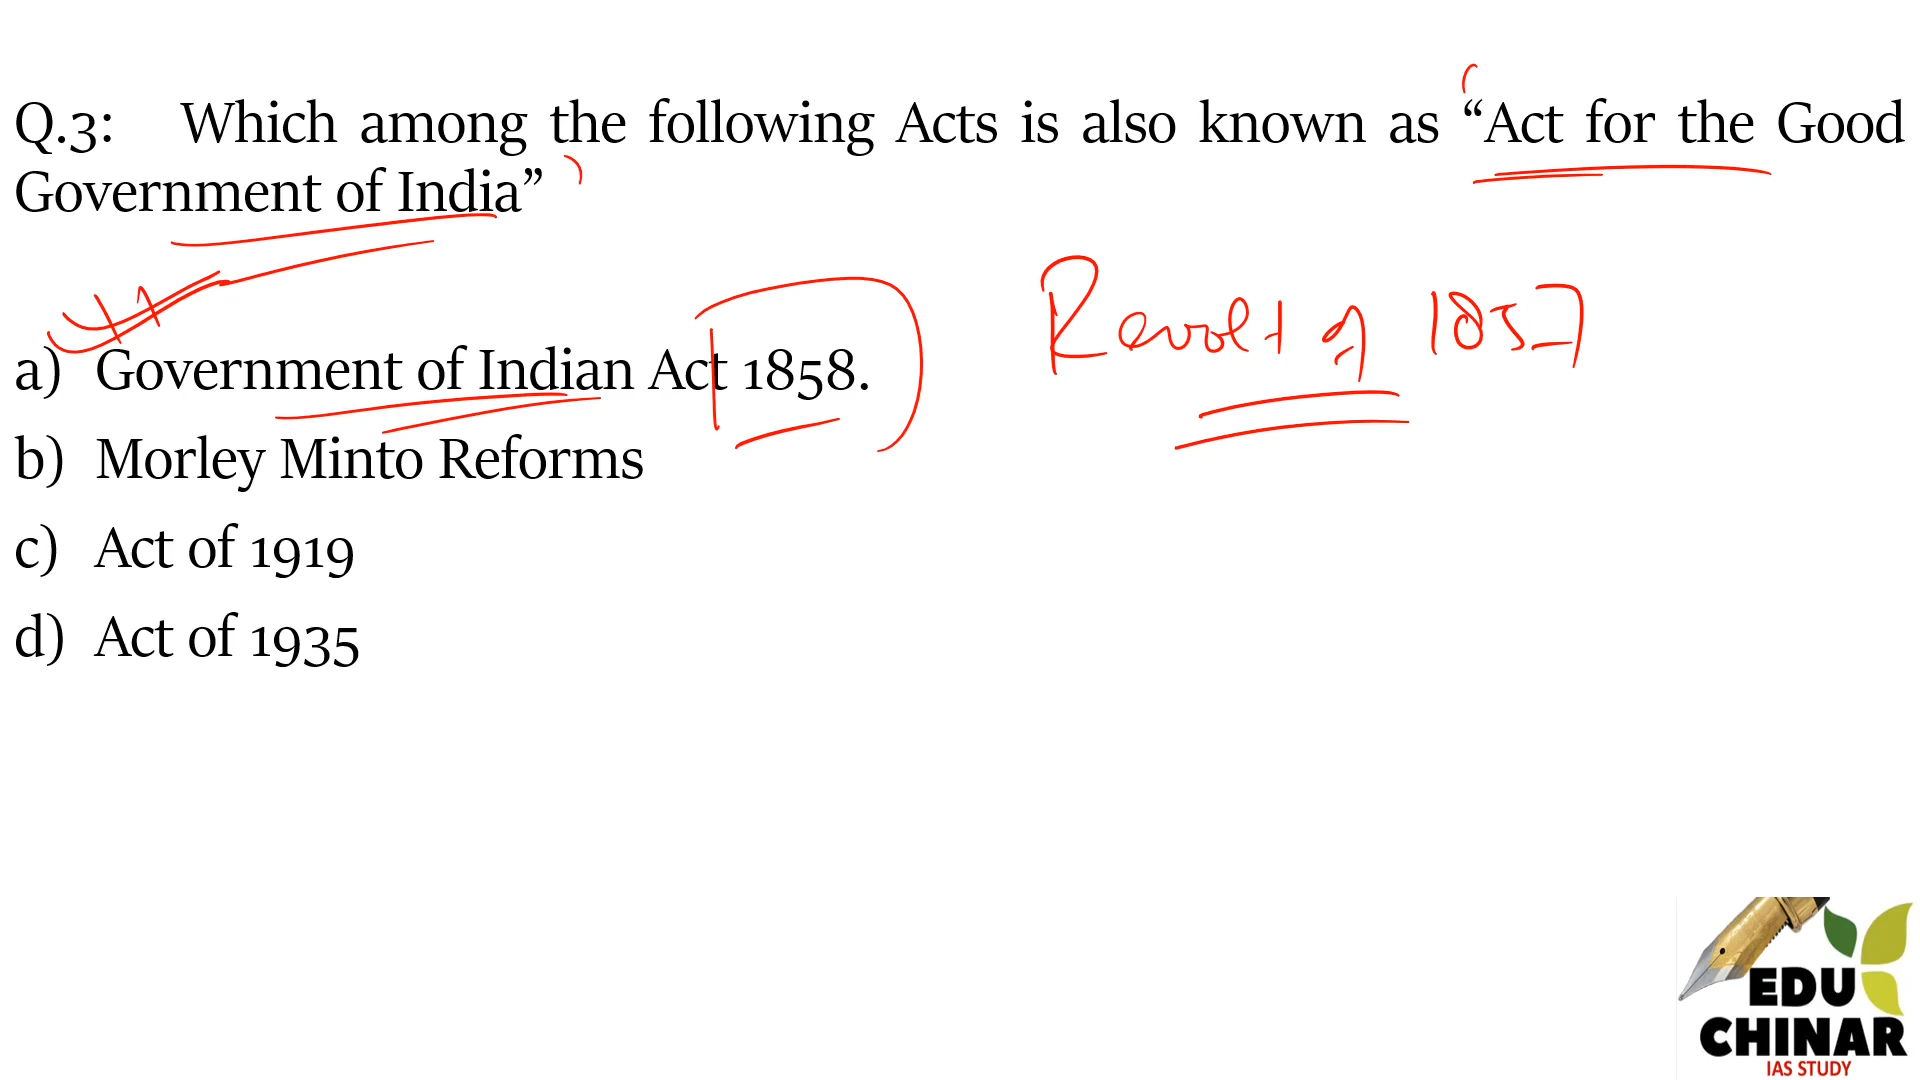 Q.3: Which among the following Acts is also known as “Act for the Good
Government of India”
Revolt of 1857
a) Government of Indian Act 1858.
b) Morley Minto Reforms
c) Act of 1919
d) Act of 1935
EDU
CHINAR
IAS STUDY